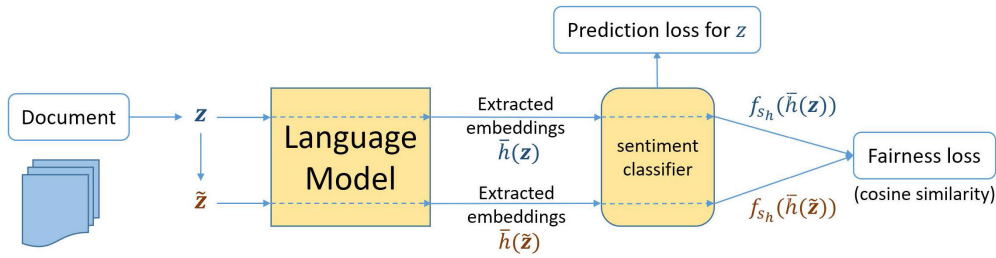 Prediction loss for z
Document
z
z̃
Language
Model
Extracted
embeddings
h̄(z)
Extracted
embeddings
h̄(z̃)
sentiment
classifier
f_{s_h}(h̄(z))
f_{s_h}(h̄(z̃))
Fairness loss
(cosine similarity)